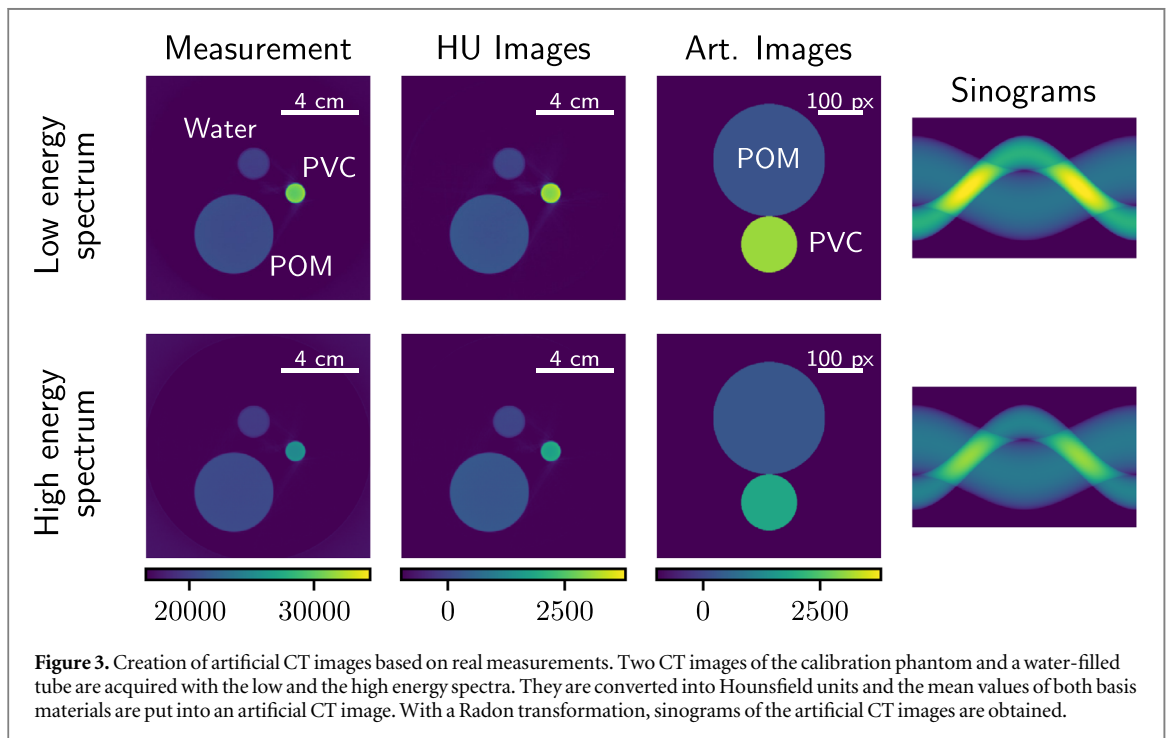 Measurement
HU Images
Art. Images
Sinograms
Low energy
spectrum
4 cm
Water
PVC
POM
4 cm
100 px
POM
PVC
High energy
spectrum
4 cm
4 cm
100 px
20000 30000
0 2500
0 2500
Figure 3. Creation of artificial CT images based on real measurements. Two CT images of the calibration phantom and a water-filled
tube are acquired with the low and the high energy spectra. They are converted into Hounsfield units and the mean values of both basis
materials are put into an artificial CT image. With a Radon transformation, sinograms of the artificial CT images are obtained.